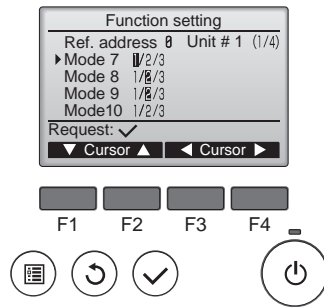 Function setting
Ref. address 0 Unit # 1 (1/4)
Mode 7 1/2/3
Mode 8 1/2/3
Mode 9 1/2/3
Mode10 1/2/3
Request: ✓
▼ Cursor ▲ ◀ Cursor ▶
F1 F2 F3 F4